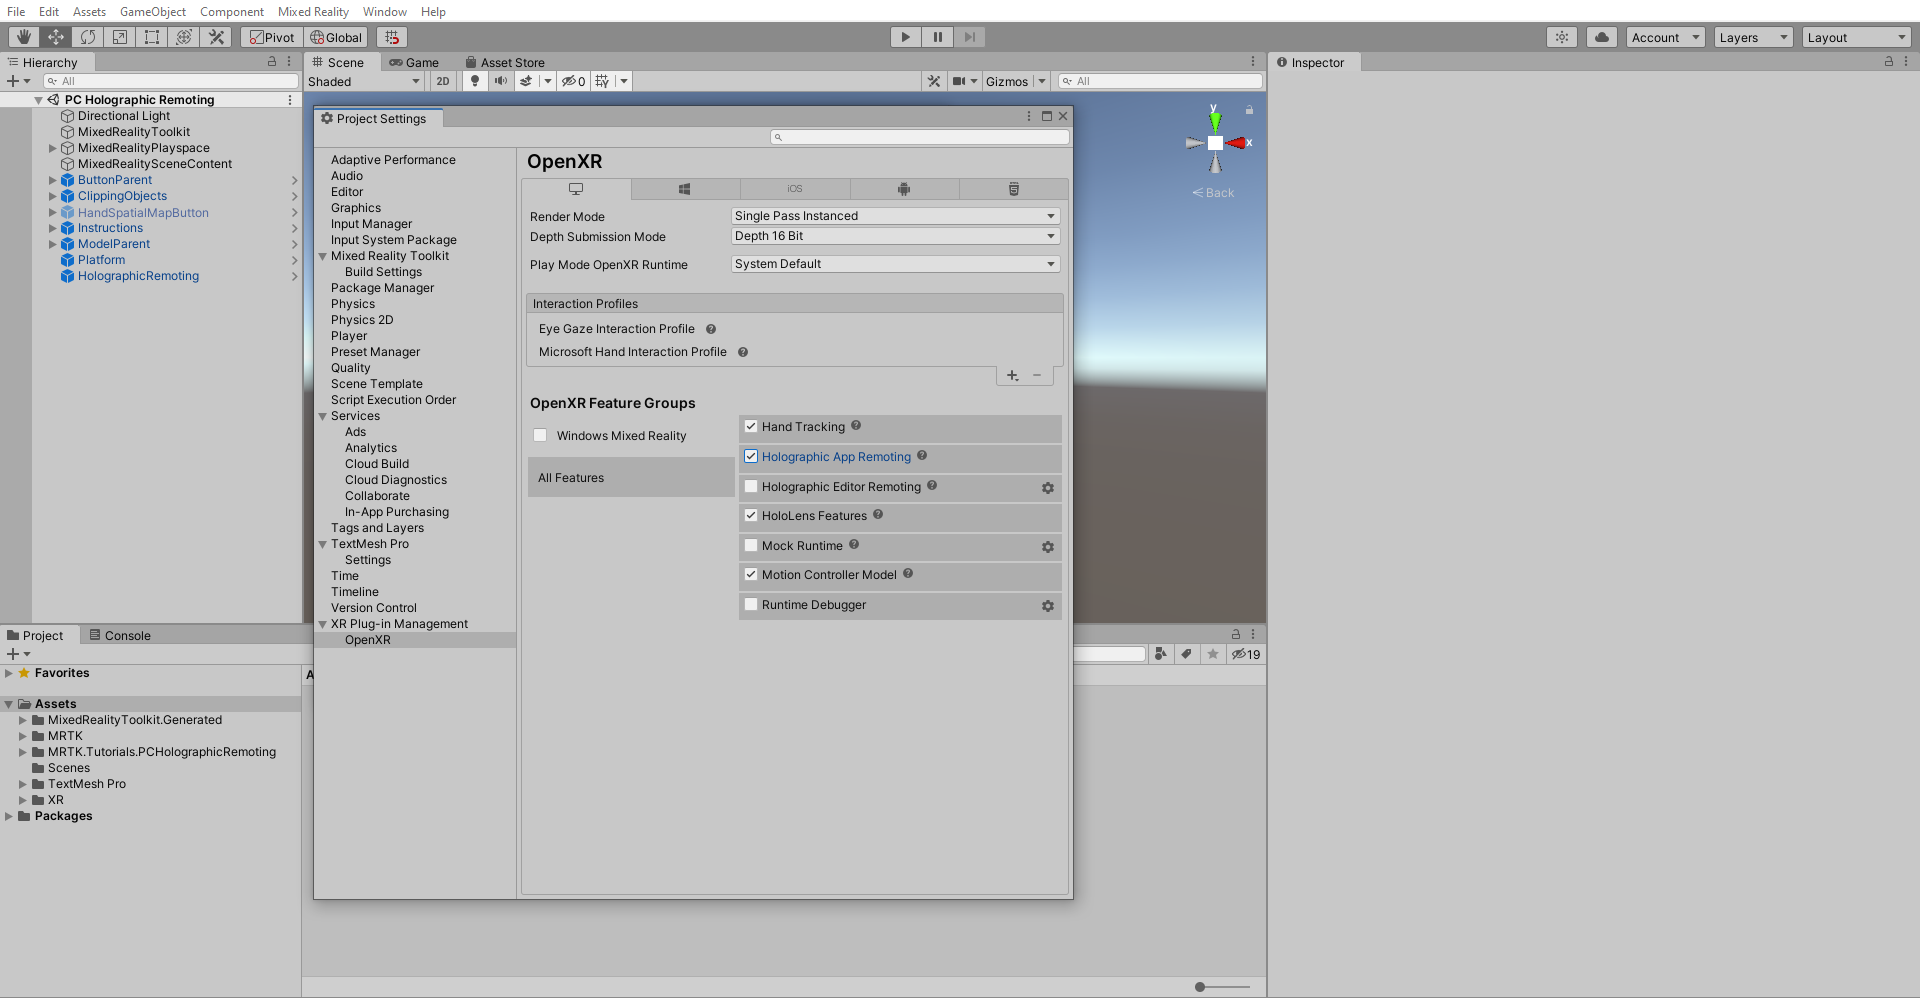 File Edit Assets GameObject Component Mixed Reality Window Help
Pivot Global Account Layers Layout
Hierarchy
All
PC Holographic Remoting
Directional Light
MixedRealityToolkit
MixedRealityPlayspace
MixedRealitySceneContent
ButtonParent
ClippingObjects
HandSpatialMapButton
Instructions
ModelParent
Platform
HolographicRemoting
Scene Game Asset Store
Shaded 2D 0 Gizmos All
y
x
Back
Inspector
Project Settings
Adaptive Performance
Audio
Editor
Graphics
Input Manager
Input System Package
Mixed Reality Toolkit
Build Settings
Package Manager
Physics
Physics 2D
Player
Preset Manager
Quality
Scene Template
Script Execution Order
Services
Ads
Analytics
Cloud Build
Cloud Diagnostics
Collaborate
In-App Purchasing
Tags and Layers
TextMesh Pro
Settings
Time
Timeline
Version Control
XR Plug-in Management
OpenXR
OpenXR
iOS
Render Mode Single Pass Instanced
Depth Submission Mode Depth 16 Bit
Play Mode OpenXR Runtime System Default
Interaction Profiles
Eye Gaze Interaction Profile
Microsoft Hand Interaction Profile
OpenXR Feature Groups
Windows Mixed Reality
All Features
Hand Tracking
Holographic App Remoting
Holographic Editor Remoting
HoloLens Features
Mock Runtime
Motion Controller Model
Runtime Debugger
Project Console
19
Favorites
Assets
MixedRealityToolkit.Generated
MRTK
MRTK.Tutorials.PCHolographicRemoting
Scenes
TextMesh Pro
XR
Packages